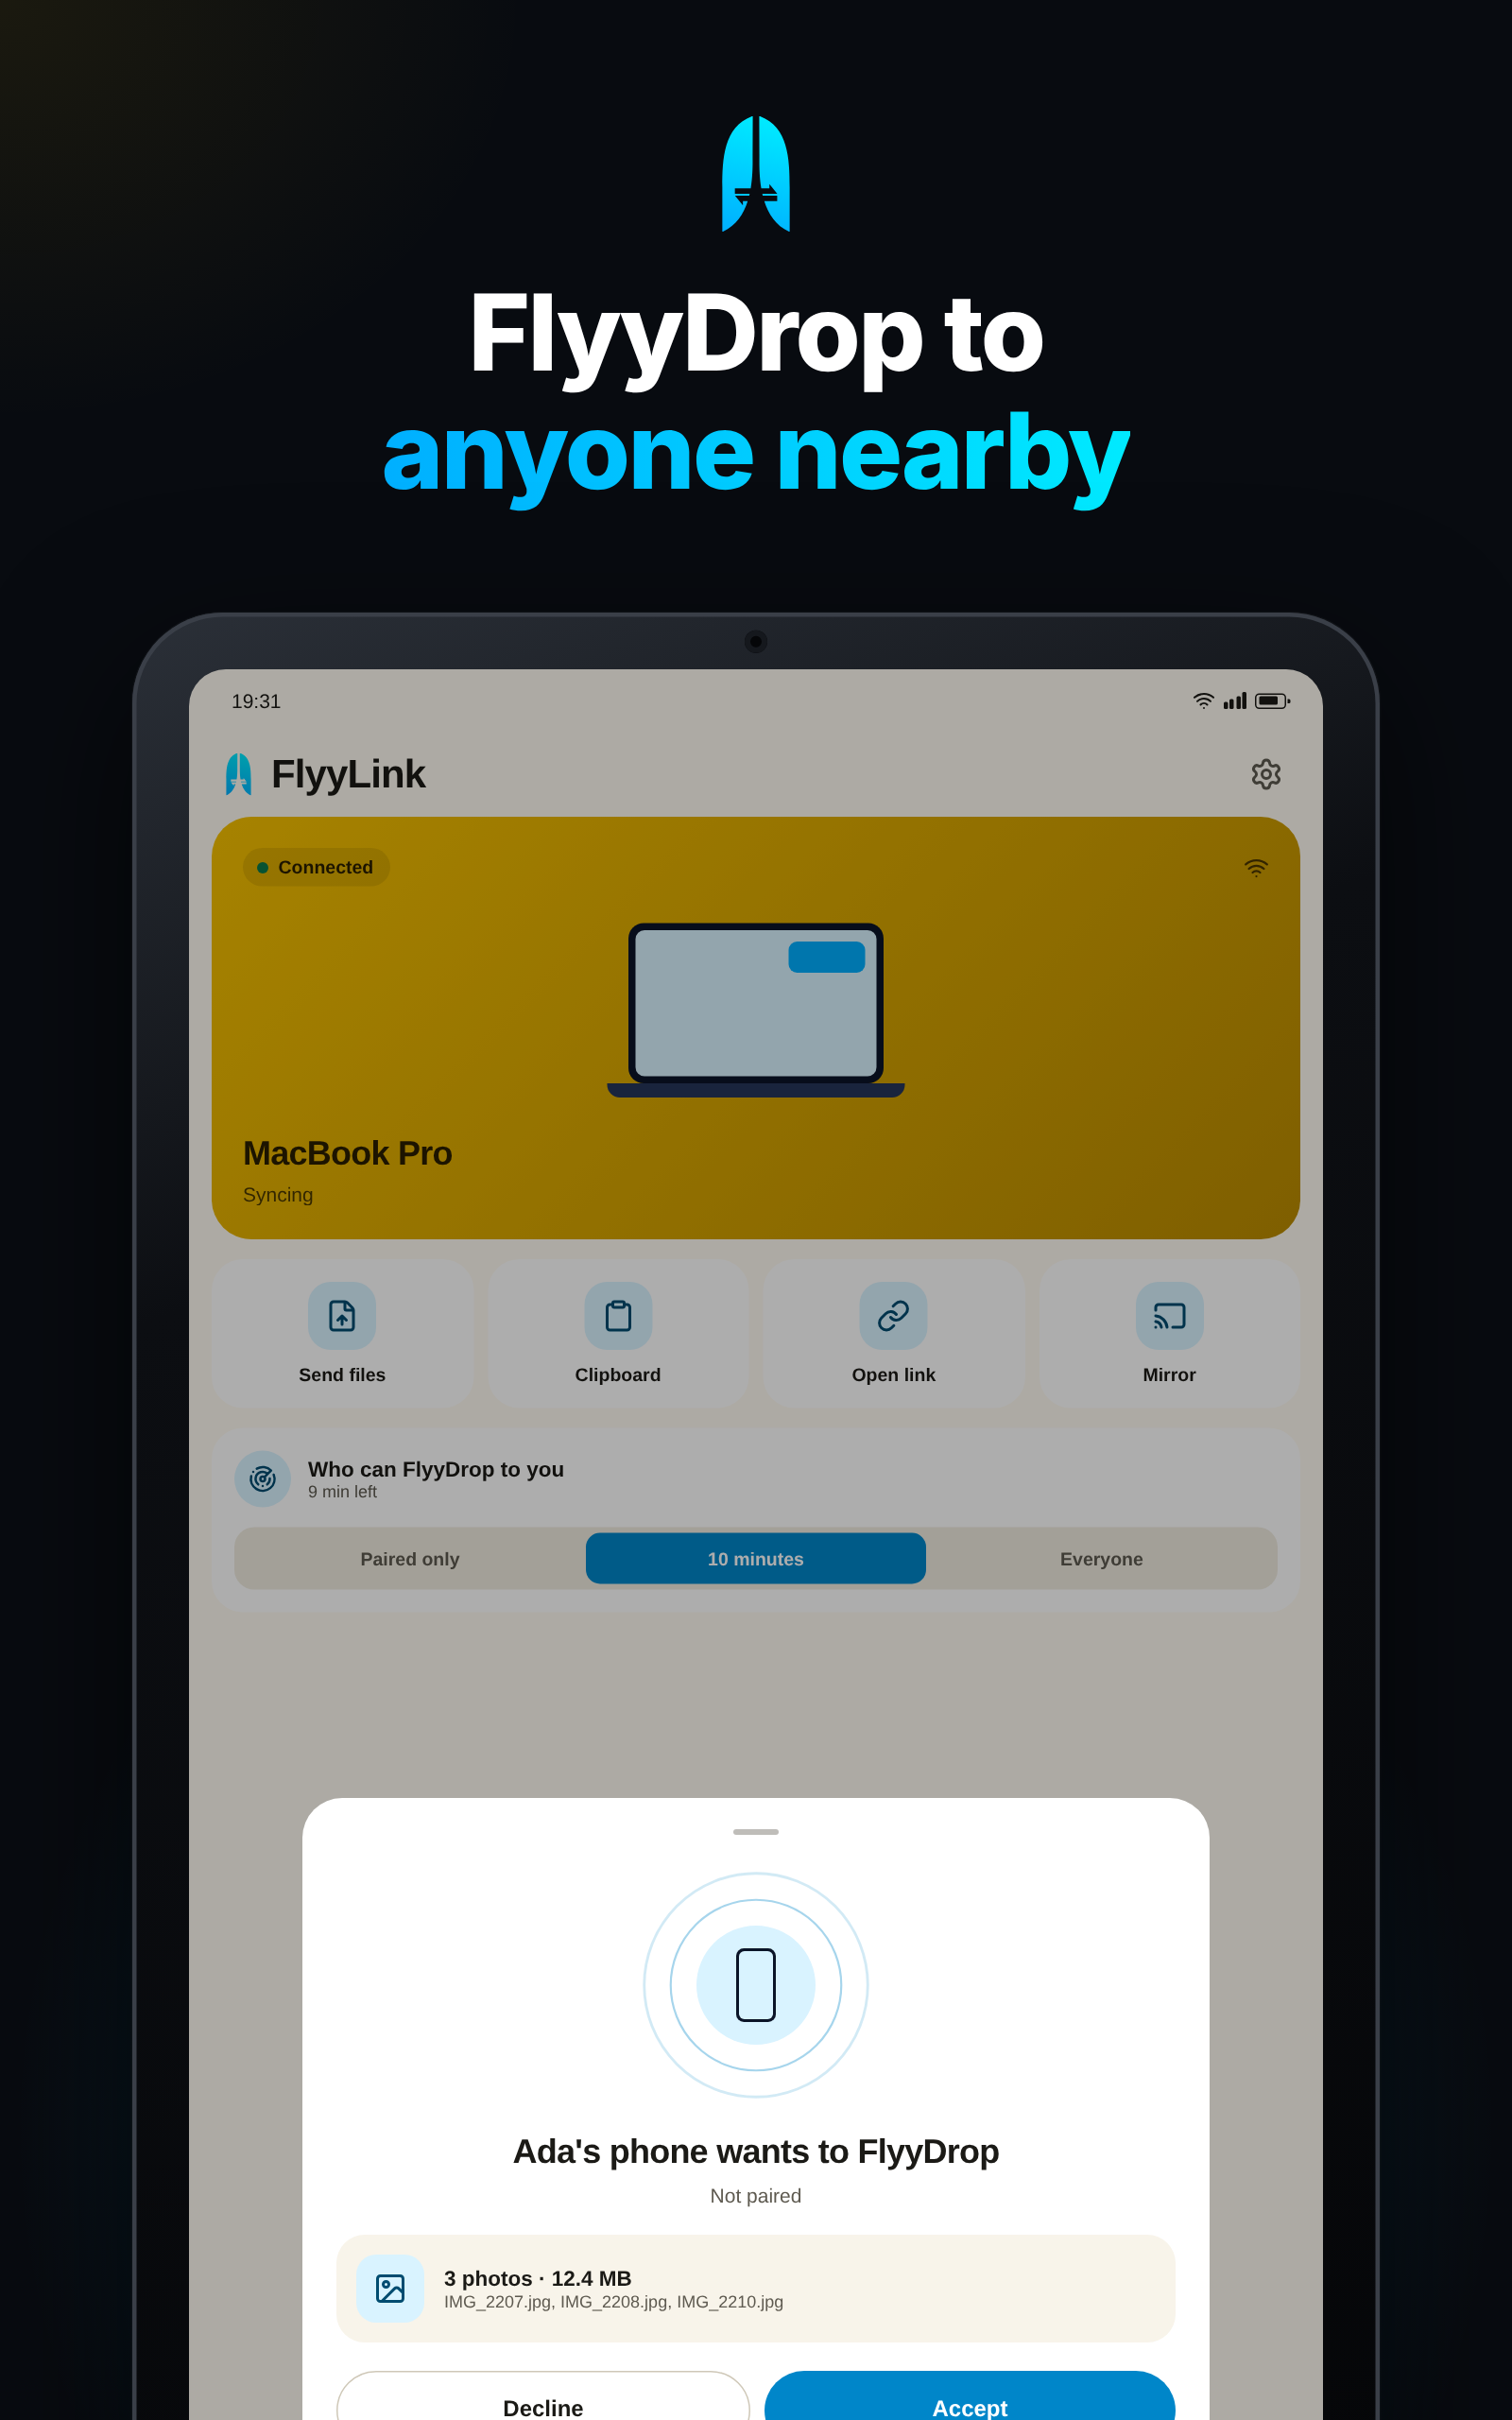 FlyyDrop to
anyone nearby
19:31
FlyyLink
Connected
MacBook Pro
Syncing
Send files
Clipboard
Open link
Mirror
Who can FlyyDrop to you
9 min left
Paired only
10 minutes
Everyone
Ada's phone wants to FlyyDrop
Not paired
3 photos · 12.4 MB
IMG_2207.jpg, IMG_2208.jpg, IMG_2210.jpg
Decline
Accept